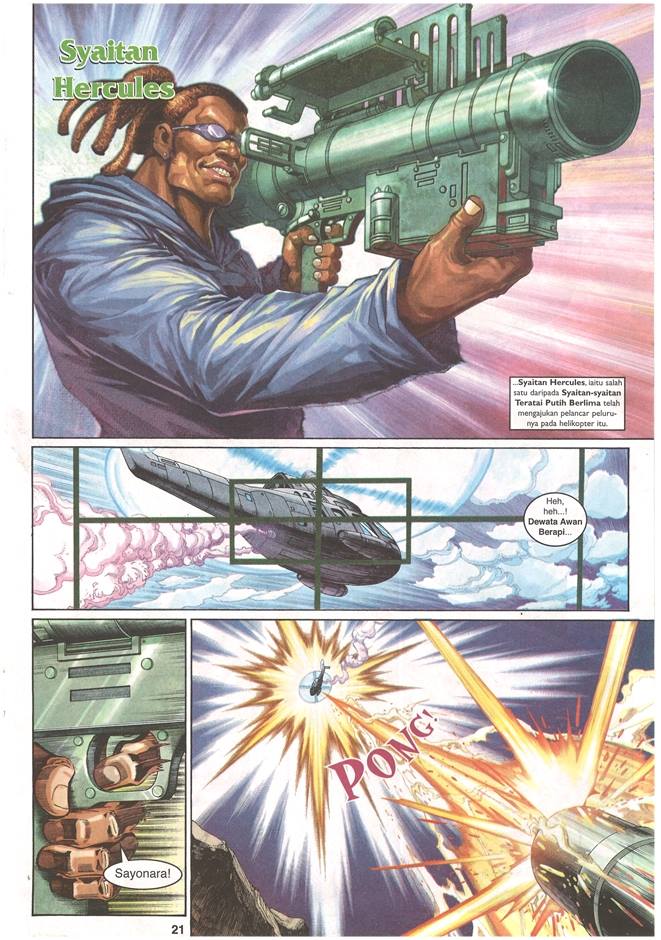 Syaitan
Hercules
...Syaitan Hercules, iaitu salah
satu daripada Syaitan-syaitan
Teratai Putih Berlima telah
mengajukan pelancar peluru-
nya pada helikopter itu.
Heh,
heh...!
Dewata Awan
Berapi...
Sayonara!
PONG!
21